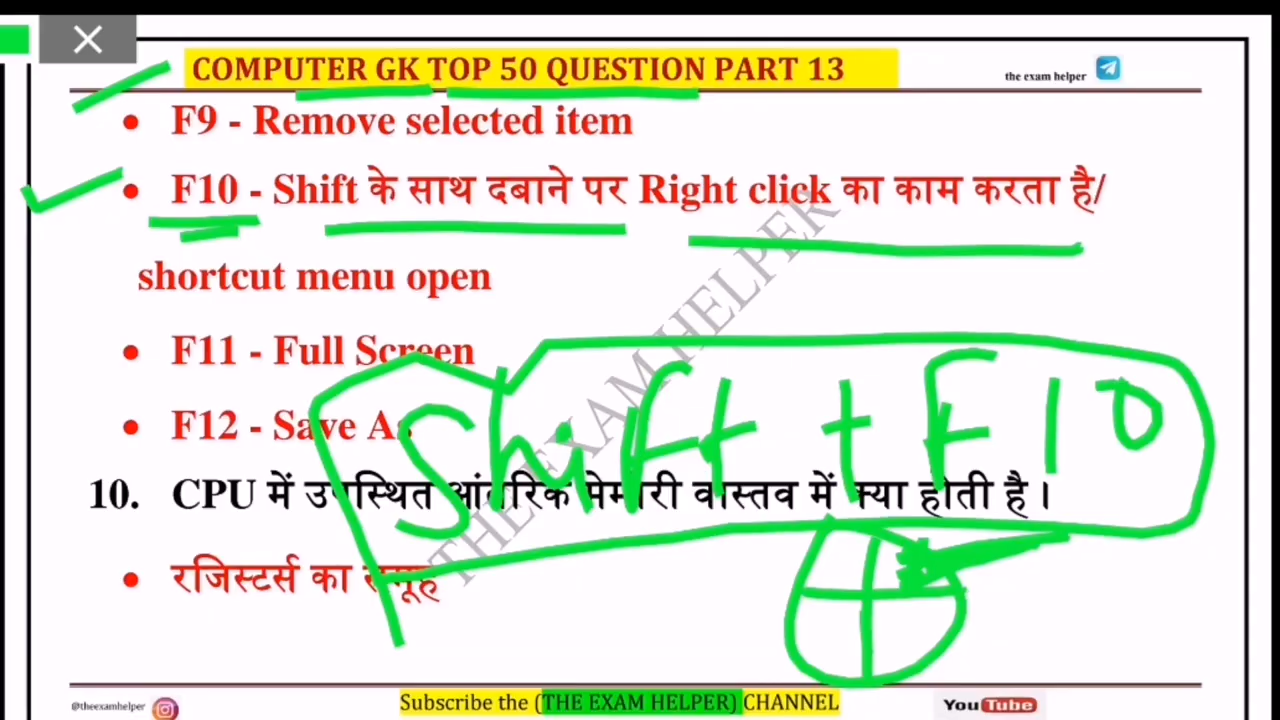 COMPUTER GK TOP 50 QUESTION PART 13
the exam helper
• F9 - Remove selected item
• F10 - Shift के साथ दबाने पर Right click का काम करता है/
shortcut menu open
• F11 - Full Screen
• F12 - Save As
Shift + F10
10. CPU में उपस्थित आंतरिक मेमोरी वास्तव में क्या होती है।
• रजिस्टर्स का समूह
THE EXAM HELPER
@theexamhelper
Subscribe the (THE EXAM HELPER) CHANNEL
YouTube